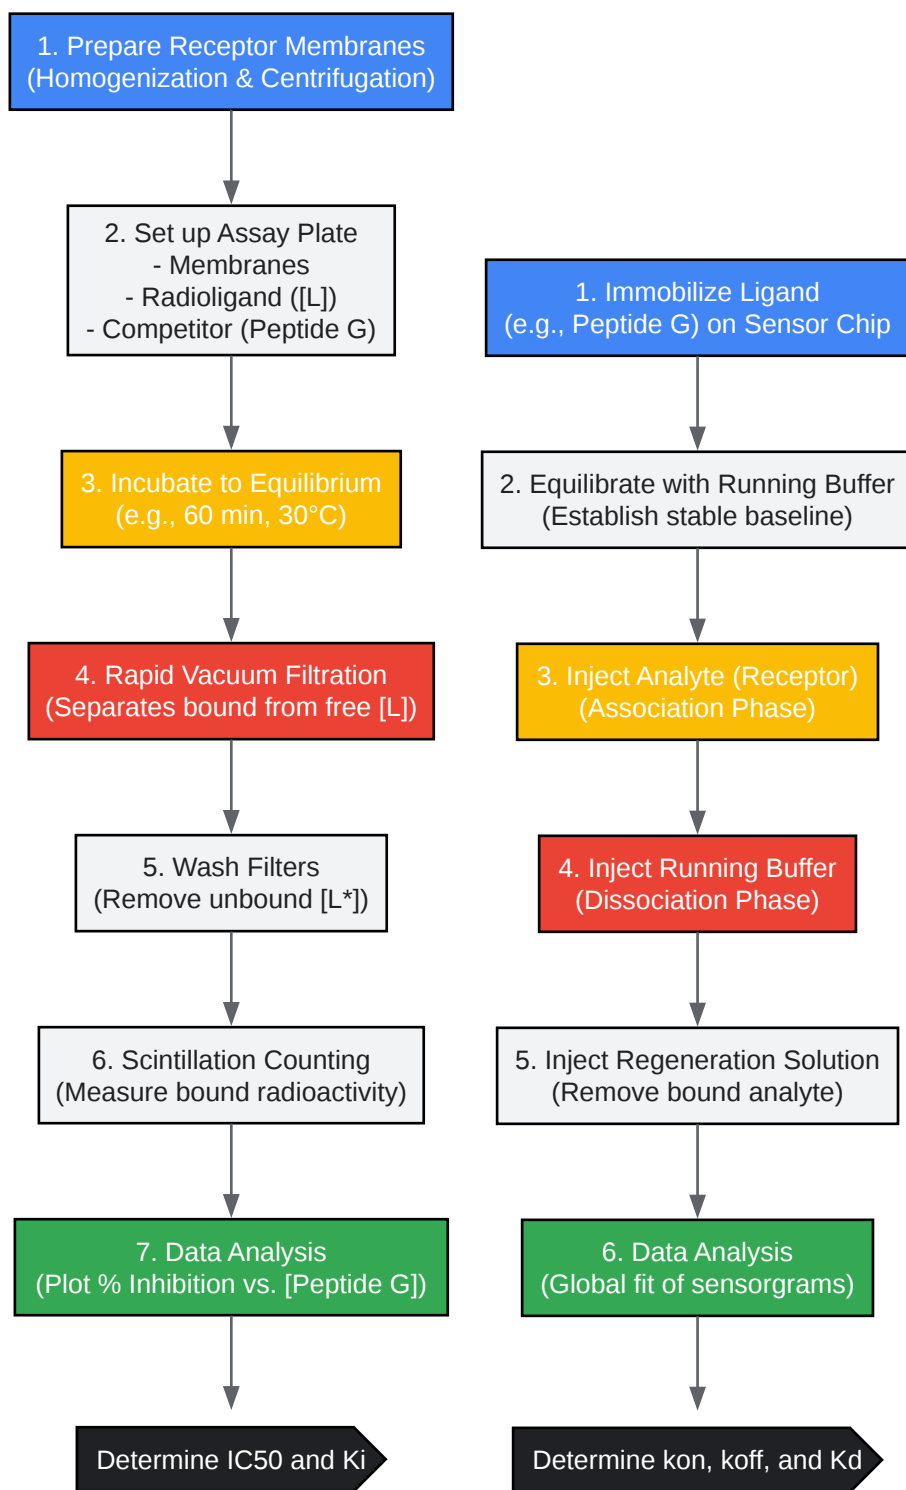 1. Prepare Receptor Membranes
(Homogenization & Centrifugation)
2. Set up Assay Plate
- Membranes
- Radioligand ([L])
- Competitor (Peptide G)
3. Incubate to Equilibrium
(e.g., 60 min, 30°C)
4. Rapid Vacuum Filtration
(Separates bound from free [L])
5. Wash Filters
(Remove unbound [L*])
6. Scintillation Counting
(Measure bound radioactivity)
7. Data Analysis
(Plot % Inhibition vs. [Peptide G])
Determine IC50 and Ki
1. Immobilize Ligand
(e.g., Peptide G) on Sensor Chip
2. Equilibrate with Running Buffer
(Establish stable baseline)
3. Inject Analyte (Receptor)
(Association Phase)
4. Inject Running Buffer
(Dissociation Phase)
5. Inject Regeneration Solution
(Remove bound analyte)
6. Data Analysis
(Global fit of sensorgrams)
Determine kon, koff, and Kd